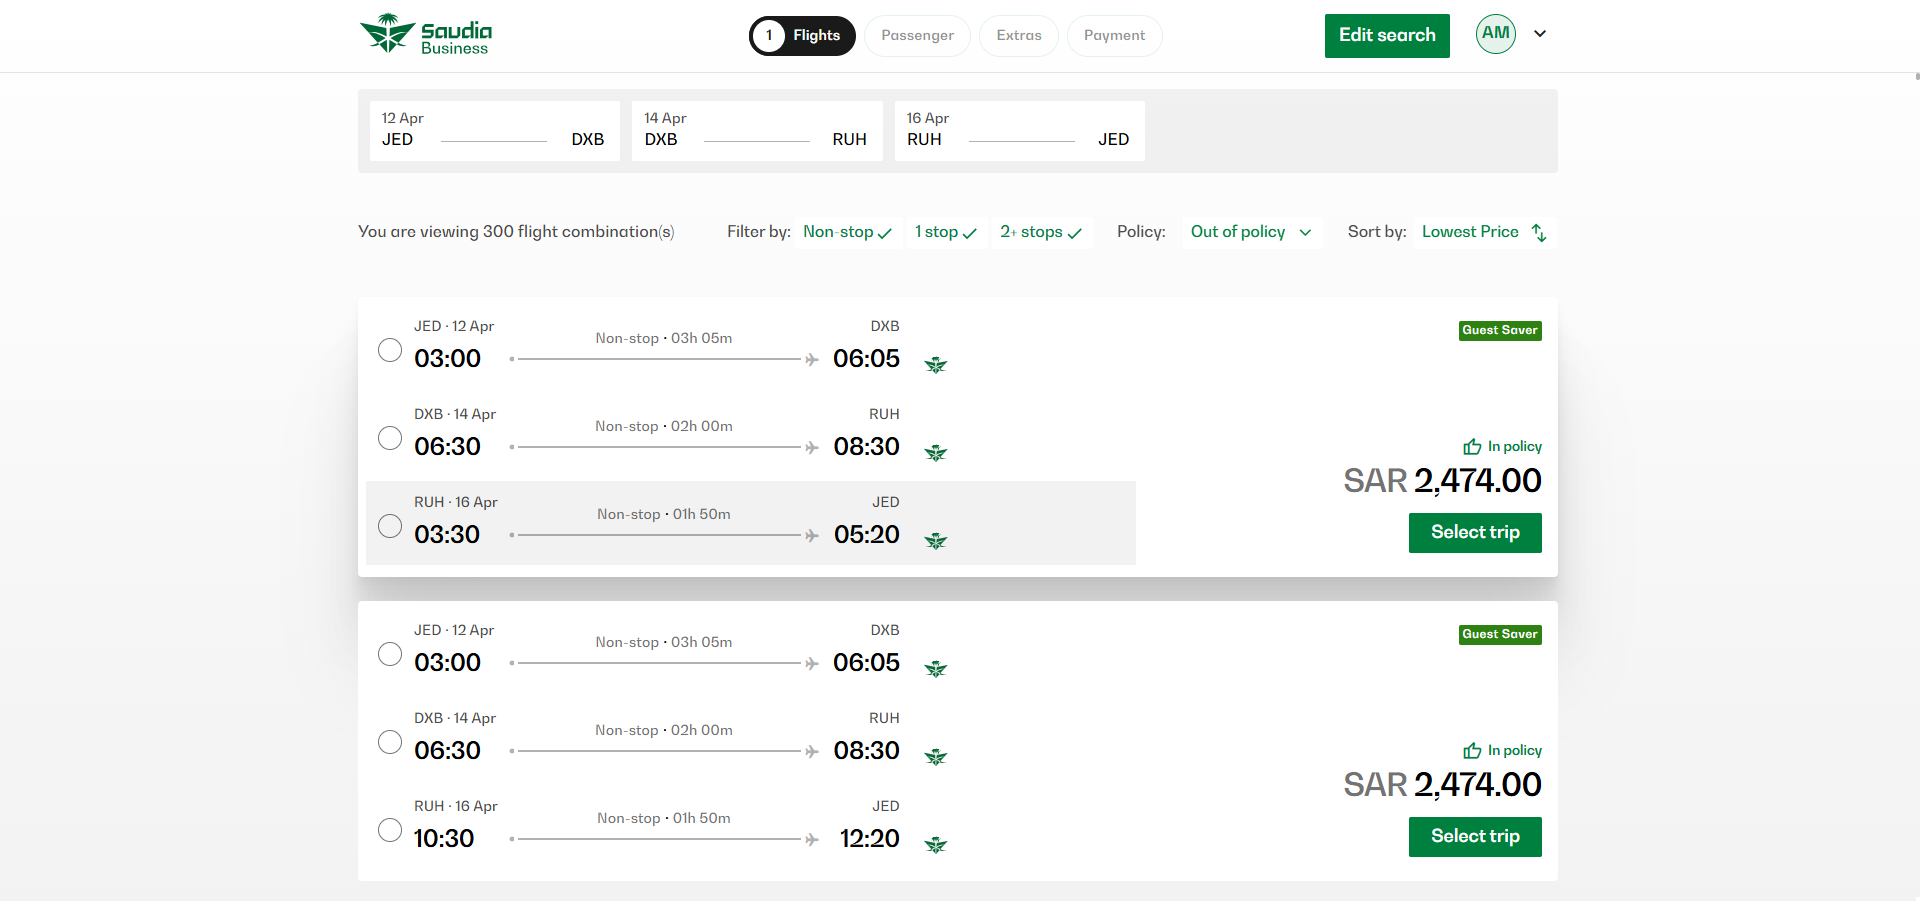 Saudia
Business
1 Flights
Passenger
Extras
Payment
Edit search
AM
12 Apr
JED DXB
14 Apr
DXB RUH
16 Apr
RUH JED
You are viewing 300 flight combination(s)
Filter by: Non-stop 1 stop 2+ stops
Policy: Out of policy
Sort by: Lowest Price
JED · 12 Apr
Non-stop · 03h 05m
DXB
03:00
06:05
Guest Saver
DXB · 14 Apr
Non-stop · 02h 00m
RUH
06:30
08:30
RUH · 16 Apr
Non-stop · 01h 50m
JED
03:30
05:20
In policy
SAR 2,474.00
Select trip
JED · 12 Apr
Non-stop · 03h 05m
DXB
03:00
06:05
Guest Saver
DXB · 14 Apr
Non-stop · 02h 00m
RUH
06:30
08:30
RUH · 16 Apr
Non-stop · 01h 50m
JED
10:30
12:20
In policy
SAR 2,474.00
Select trip